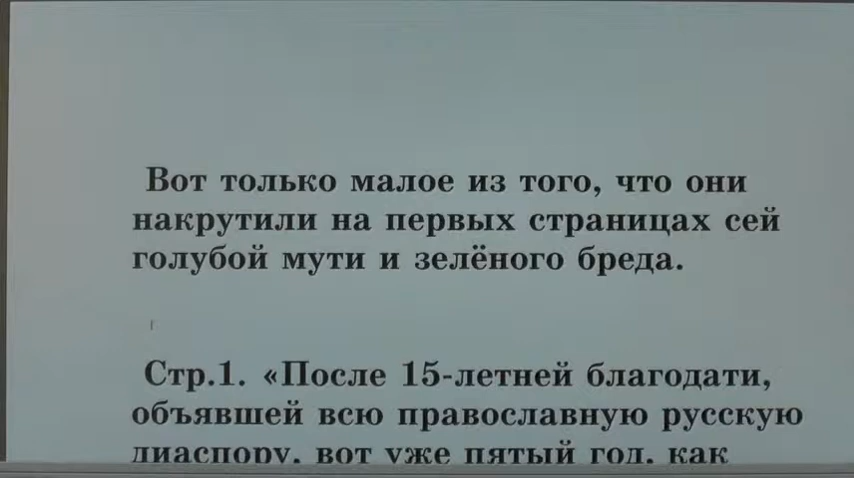 Вот только малое из того, что они
накрутили на первых страницах сей
голубой мути и зелёного бреда.
Стр.1. «После 15-летней благодати,
объявшей всю православную русскую
диаспору, вот уже пятый год, как